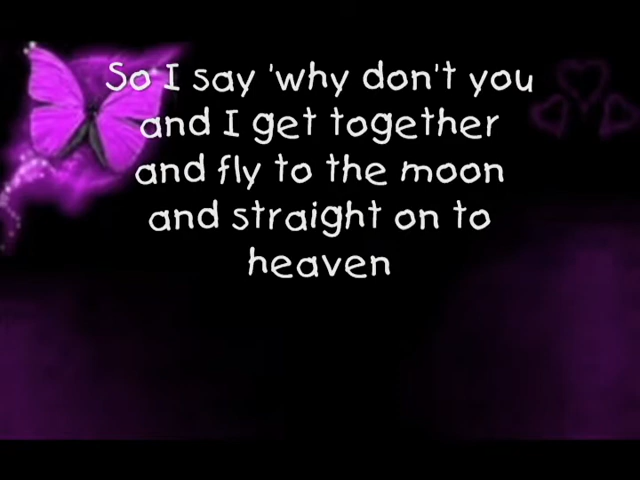 So I say 'why don't you
and I get together
and fly to the moon
and straight on to
heaven